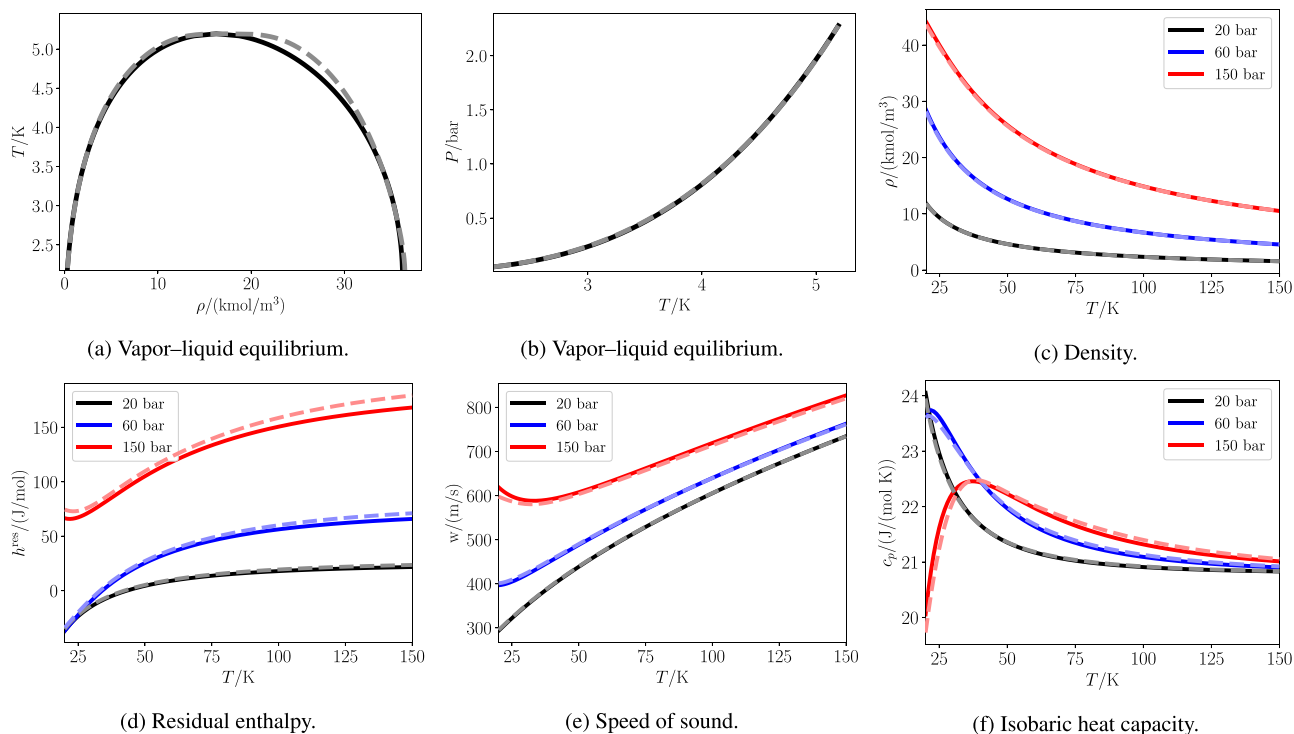 5.0
4.5
4.0
3.5
3.0
2.5
T/K
0
10
20
30
ρ/(kmol/m³)
(a) Vapor–liquid equilibrium.
2.0
1.5
1.0
0.5
P/bar
3
4
5
T/K
(b) Vapor–liquid equilibrium.
20 bar
60 bar
150 bar
40
30
20
10
0
ρ/(kmol/m³)
25
50
75
100
125
150
T/K
(c) Density.
20 bar
60 bar
150 bar
150
100
50
0
h^res/(J/mol)
25
50
75
100
125
150
T/K
(d) Residual enthalpy.
20 bar
60 bar
150 bar
800
700
600
500
400
300
w/(m/s)
25
50
75
100
125
150
T/K
(e) Speed of sound.
20 bar
60 bar
150 bar
24
23
22
21
20
c_p/(J/(mol K))
25
50
75
100
125
150
T/K
(f) Isobaric heat capacity.